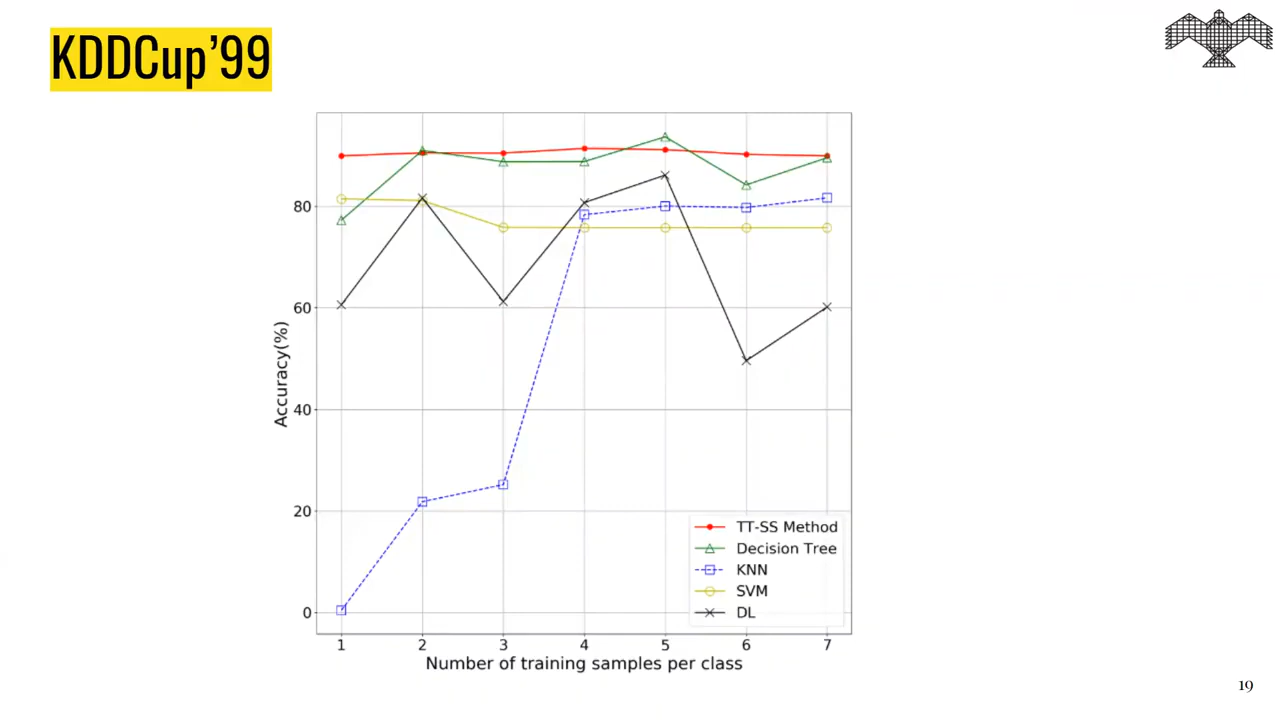 KDDCup’99
80
60
40
20
0
Accuracy(%)
1 2 3 4 5 6 7
Number of training samples per class
TT-SS Method
Decision Tree
KNN
SVM
DL
19